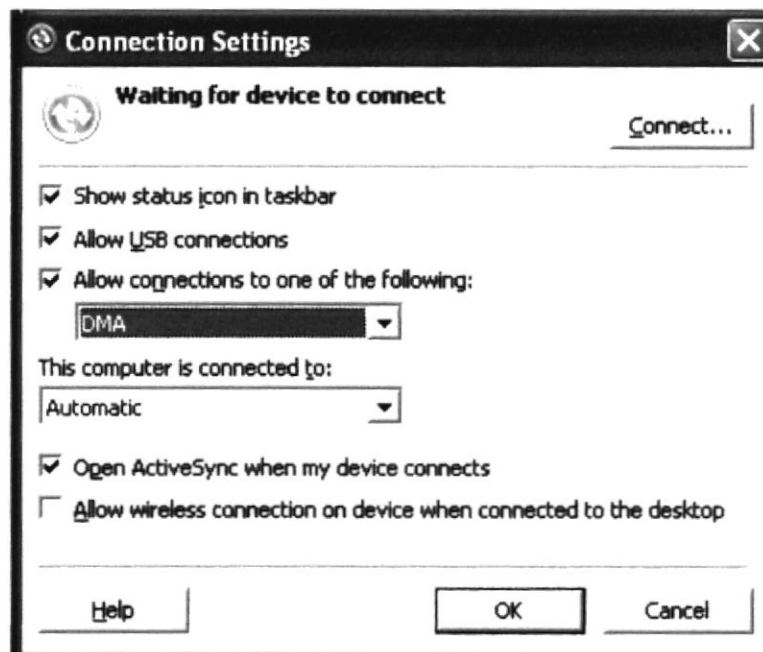 Connection Settings
Waiting for device to connect
Connect...
Show status icon in taskbar
Allow USB connections
Allow connections to one of the following:
DMA
This computer is connected to:
Automatic
Open ActiveSync when my device connects
Allow wireless connection on device when connected to the desktop
Help OK Cancel